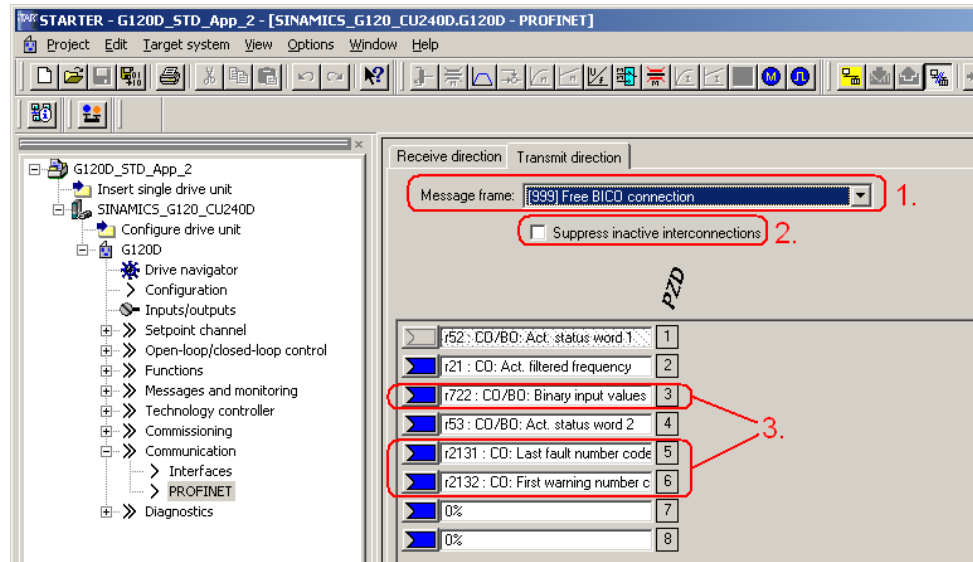 STARTER - G120D_STD_App_2 - [SINAMICS_G120_CU240D.G120D - PROFINET]
Project Edit Target system View Options Window Help
G120D_STD_App_2
Insert single drive unit
SINAMICS_G120_CU240D
Configure drive unit
G120D
Drive navigator
Configuration
Inputs/outputs
Setpoint channel
Open-loop/closed-loop control
Functions
Messages and monitoring
Technology controller
Commissioning
Communication
Interfaces
PROFINET
Diagnostics
Receive direction Transmit direction
Message frame: [999] Free BICO connection 1.
Suppress inactive interconnections 2.
PZD
r52 : CO/BO: Act. status word 1 1
r21 : CO: Act. filtered frequency 2
r722 : CO/BO: Binary input values 3
r53 : CO/BO: Act. status word 2 4
3.
r2131 : CO: Last fault number code 5
r2132 : CO: First warning number c 6
0% 7
0% 8